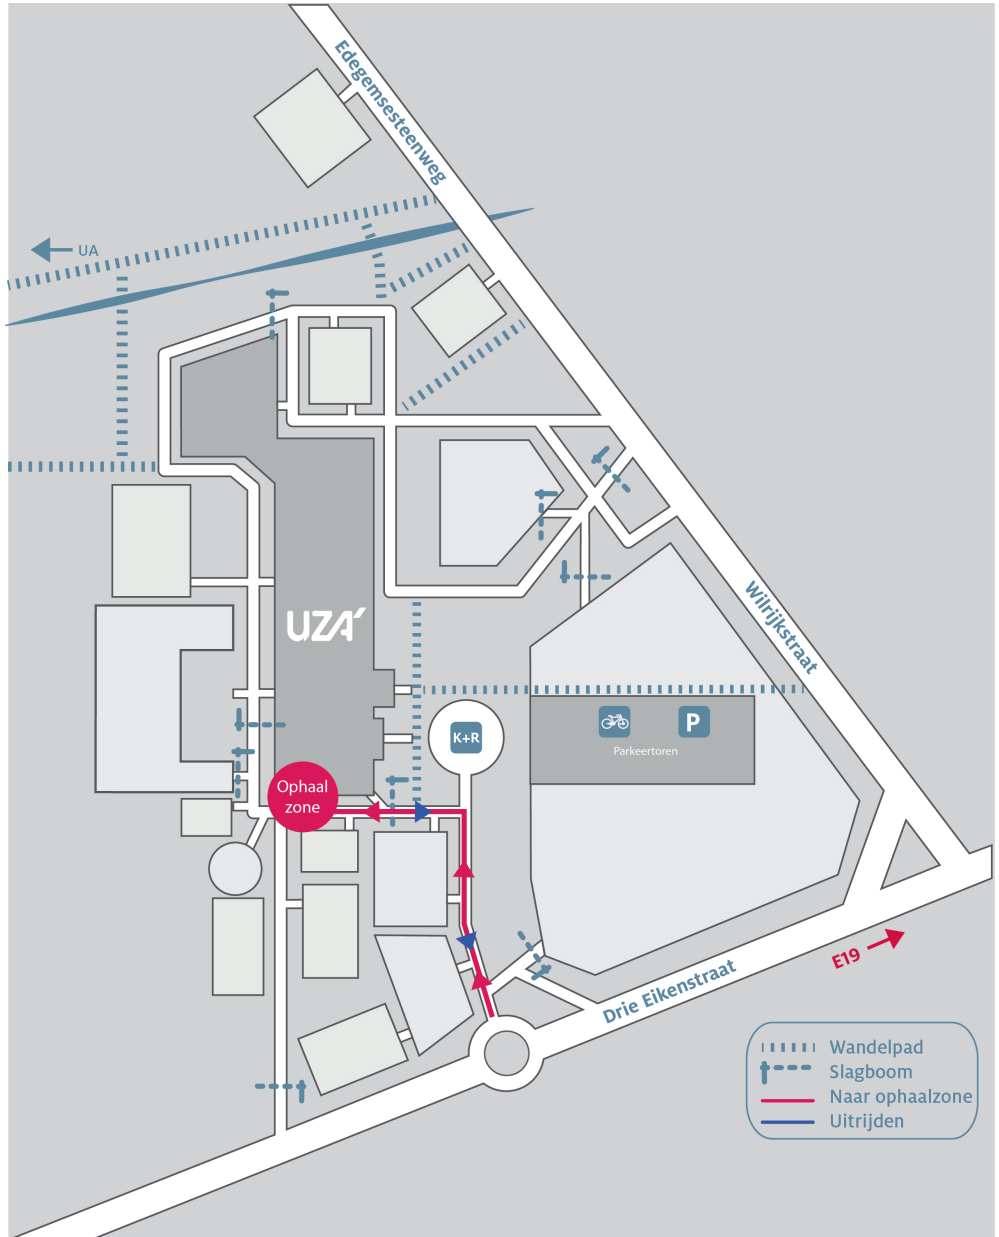 Edegemsesteenweg
UA
UZA
Wilrijkstraat
K+R
P
Parkeertoren
Ophaal
zone
E19
Drie Eikenstraat
Wandelpad
Slagboom
Naar ophaalzone
Uitrijden